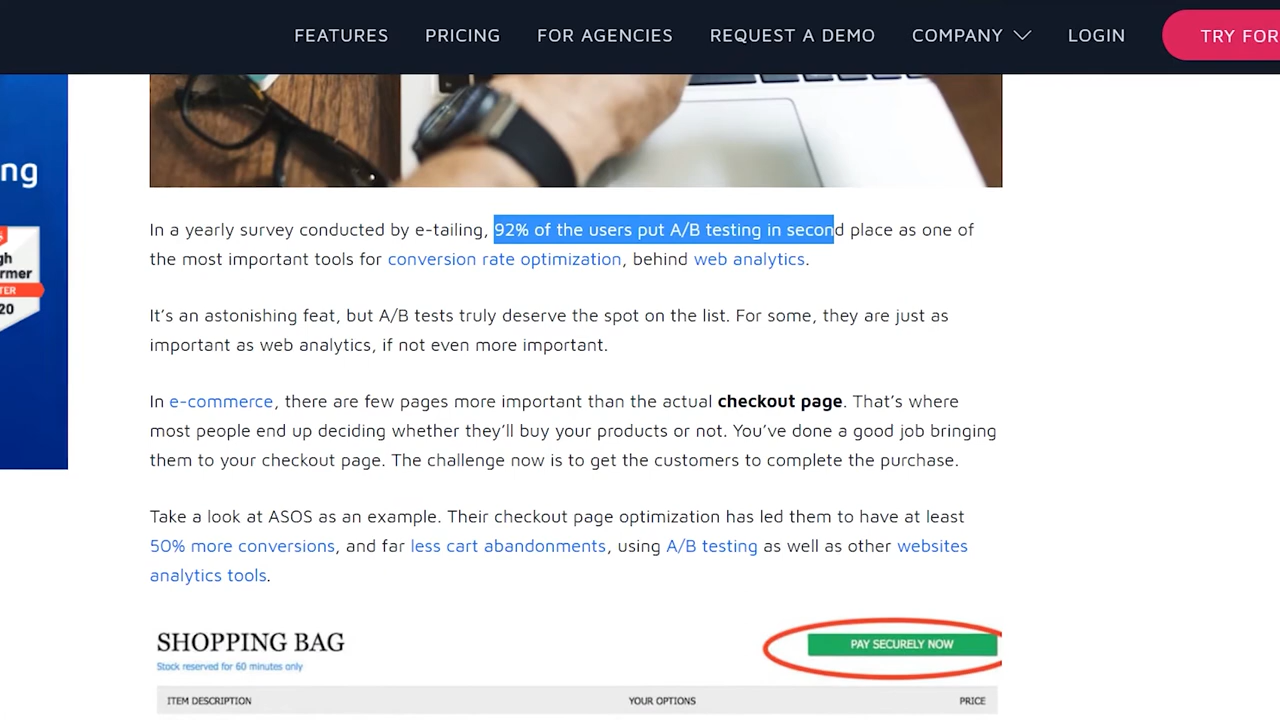 FEATURES PRICING FOR AGENCIES REQUEST A DEMO COMPANY LOGIN TRY FOR
ng
gh
rmer
TER
20
In a yearly survey conducted by e-tailing, 92% of the users put A/B testing in second place as one of
the most important tools for conversion rate optimization, behind web analytics.
It's an astonishing feat, but A/B tests truly deserve the spot on the list. For some, they are just as
important as web analytics, if not even more important.
In e-commerce, there are few pages more important than the actual checkout page. That's where
most people end up deciding whether they'll buy your products or not. You've done a good job bringing
them to your checkout page. The challenge now is to get the customers to complete the purchase.
Take a look at ASOS as an example. Their checkout page optimization has led them to have at least
50% more conversions, and far less cart abandonments, using A/B testing as well as other websites
analytics tools.
SHOPPING BAG
PAY SECURELY NOW
Stock reserved for 60 minutes only
ITEM DESCRIPTION YOUR OPTIONS PRICE